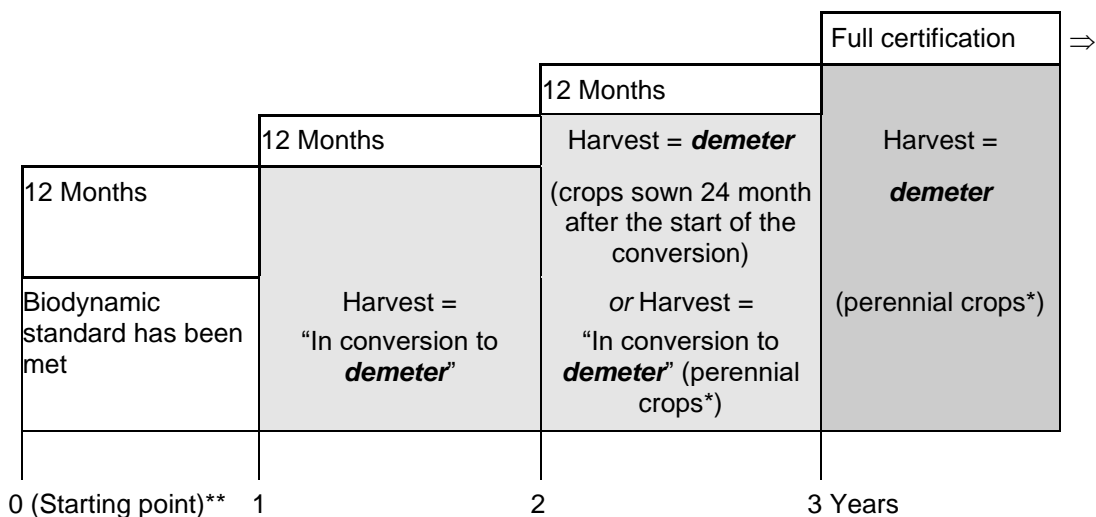 Full certification ⇒
12 Months
12 Months
12 Months
Biodynamic
standard has been
met
Harvest =
“In conversion to
demeter”
Harvest = demeter
(crops sown 24 month
after the start of the
conversion)
or Harvest =
“In conversion to
demeter” (perennial
crops*)
Harvest =
demeter
(perennial crops*)
0 (Starting point)** 1 2 3 Years